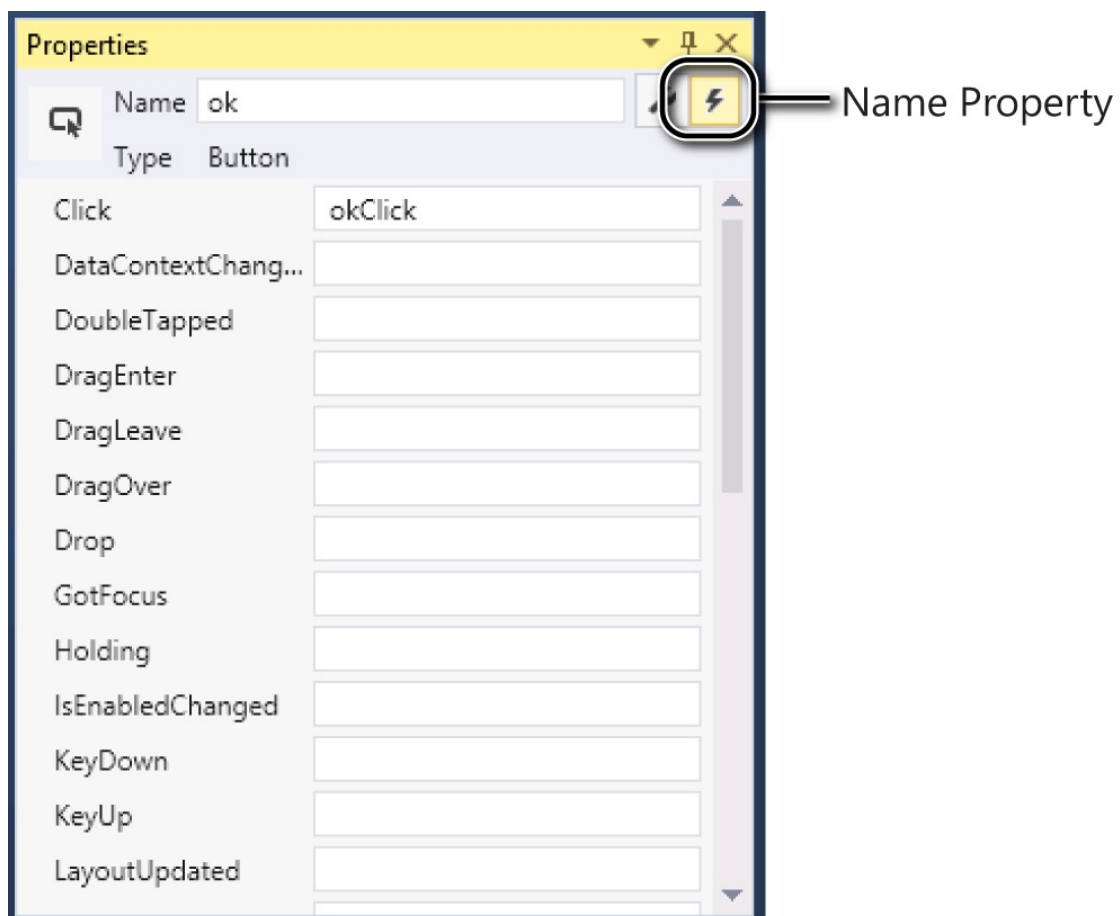 Properties
Name ok
Name Property
Type Button
Click okClick
DataContextChang...
DoubleTapped
DragEnter
DragLeave
DragOver
Drop
GotFocus
Holding
IsEnabledChanged
KeyDown
KeyUp
LayoutUpdated